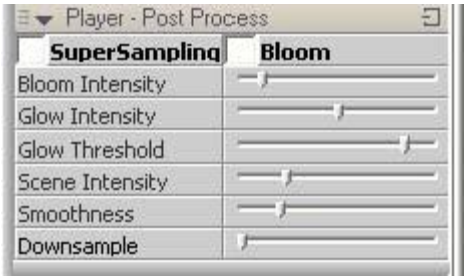 Player - Post Process
SuperSampling Bloom
Bloom Intensity
Glow Intensity
Glow Threshold
Scene Intensity
Smoothness
Downsample